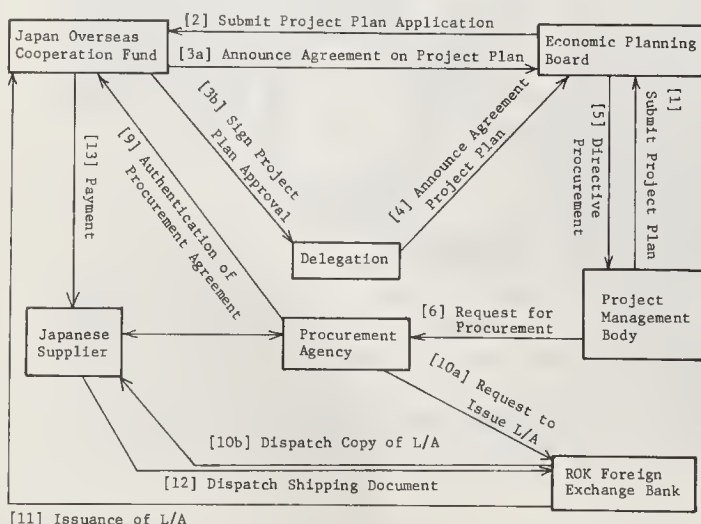 [2] Submit Project Plan Application
Japan Overseas
Cooperation Fund
Economic Planning
Board
[3a] Announce Agreement on Project Plan
[3b] Sign Project
Plan Approval
[4] Announce Agreement
Project Plan
[1]
Submit Project Plan
[5] Directive
Procurement
[13] Payment
[9] Authentication of
Procurement Agreement
Delegation
Project
Management
Body
[6] Request for
Procurement
Japanese
Supplier
Procurement
Agency
[10a] Request to
Issue L/A
[10b] Dispatch Copy of L/A
[12] Dispatch Shipping Document
ROK Foreign
Exchange Bank
[11] Issuance of L/A